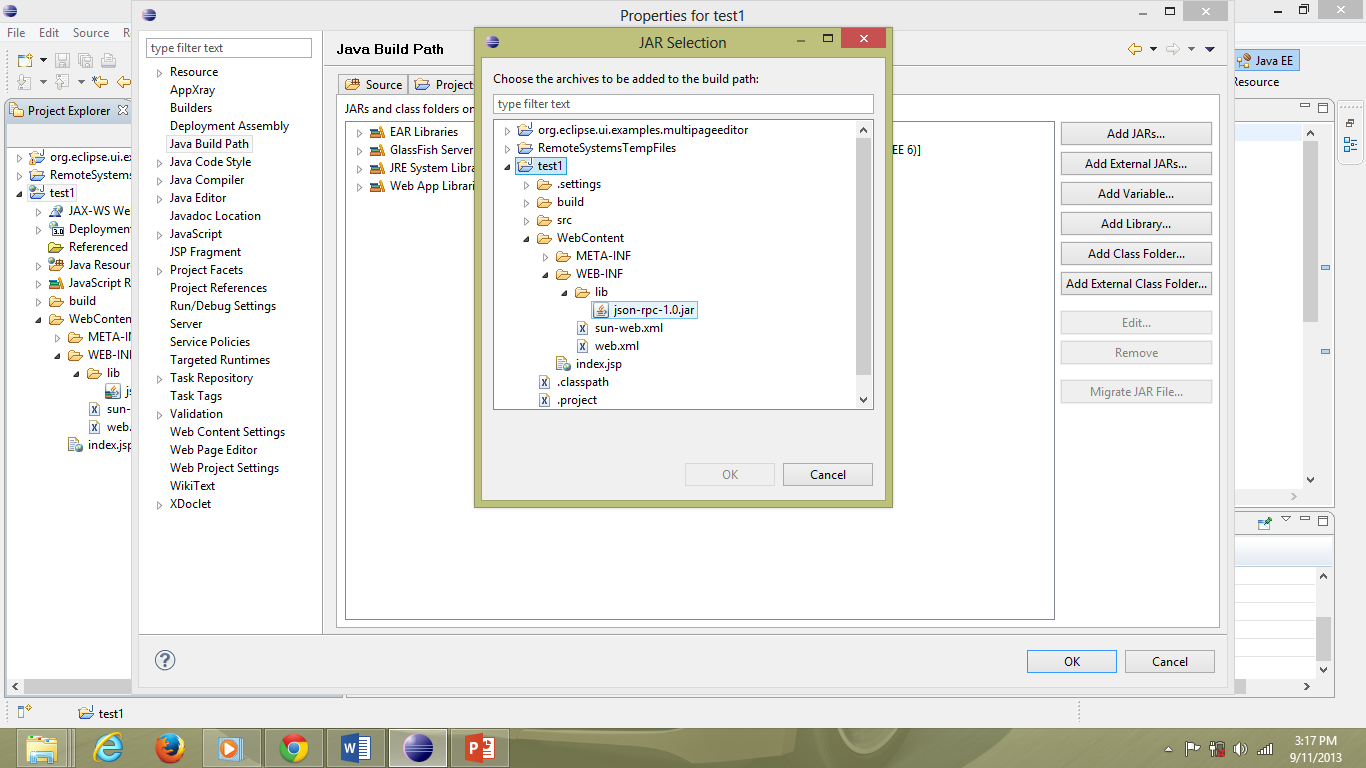 Properties for test1
File Edit Source R
type filter text
Java Build Path
JAR Selection
Java EE
Resource
Project Explorer
Resource
AppXray
Builders
Deployment Assembly
Java Build Path
Java Code Style
Java Compiler
Java Editor
Javadoc Location
JavaScript
JSP Fragment
Project Facets
Project References
Run/Debug Settings
Server
Service Policies
Targeted Runtimes
Task Repository
Task Tags
Validation
Web Content Settings
Web Page Editor
Web Project Settings
WikiText
XDoclet
org.eclipse.ui.ex
RemoteSystems
test1
JAX-WS We
Deploymen
3.0
Referenced
Java Resour
JavaScript R
build
WebConten
META-IN
WEB-INF
lib
js
sun-
web.
index.jsp
Source Project
JARs and class folders on
EAR Libraries
GlassFish Server
EE 6)]
JRE System Libra
Web App Librari
Choose the archives to be added to the build path:
type filter text
org.eclipse.ui.examples.multipageeditor
RemoteSystemsTempFiles
test1
.settings
build
src
WebContent
META-INF
WEB-INF
lib
json-rpc-1.0.jar
sun-web.xml
web.xml
index.jsp
.classpath
.project
OK Cancel
Add JARs...
Add External JARs...
Add Variable...
Add Library...
Add Class Folder...
Add External Class Folder...
Edit...
Remove
Migrate JAR File...
OK Cancel
test1
3:17 PM
9/11/2013